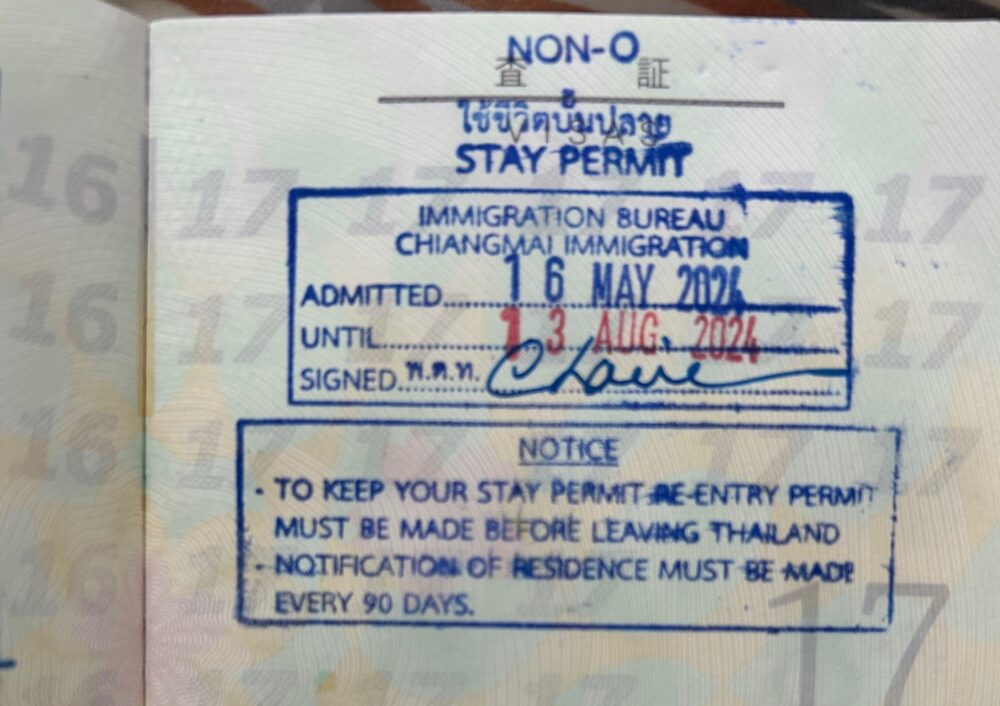 NON-O
査 証
ใช้ชีวิตบั้นปลาย
VISAS
STAY PERMIT
IMMIGRATION BUREAU
CHIANGMAI IMMIGRATION
ADMITTED........16 MAY 2024
UNTIL........13 AUG. 2024
SIGNED..พ.ต.ท.
NOTICE
- TO KEEP YOUR STAY PERMIT RE-ENTRY PERMIT
MUST BE MADE BEFORE LEAVING THAILAND
- NOTIFICATION OF RESIDENCE MUST BE MADE
EVERY 90 DAYS.
17